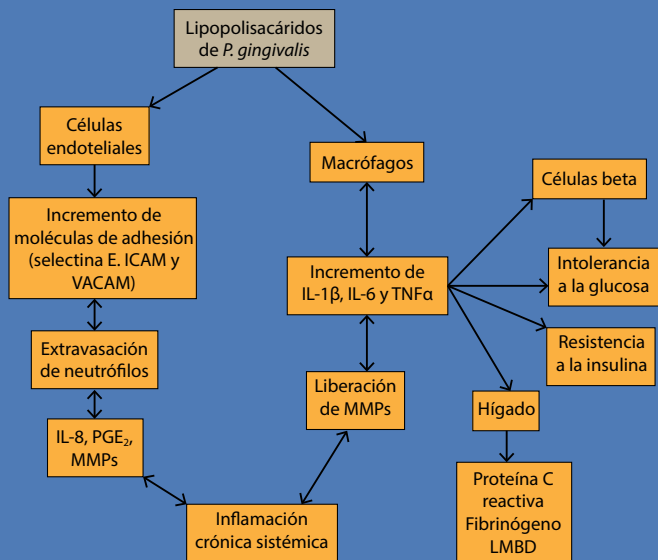 Lipopolisacáridos
de P. gingivalis
Células
endoteliales
Incremento de
moléculas de adhesión
(selectina E. ICAM y
VACAM)
Extravasación
de neutrófilos
IL-8, PGE₂,
MMPs
Macrófagos
Incremento de
IL-1β, IL-6 y TNFα
Liberación
de MMPs
Inflamación
crónica sistémica
Células beta
Intolerancia
a la glucosa
Resistencia
a la insulina
Hígado
Proteína C
reactiva
Fibrinógeno
LMBD